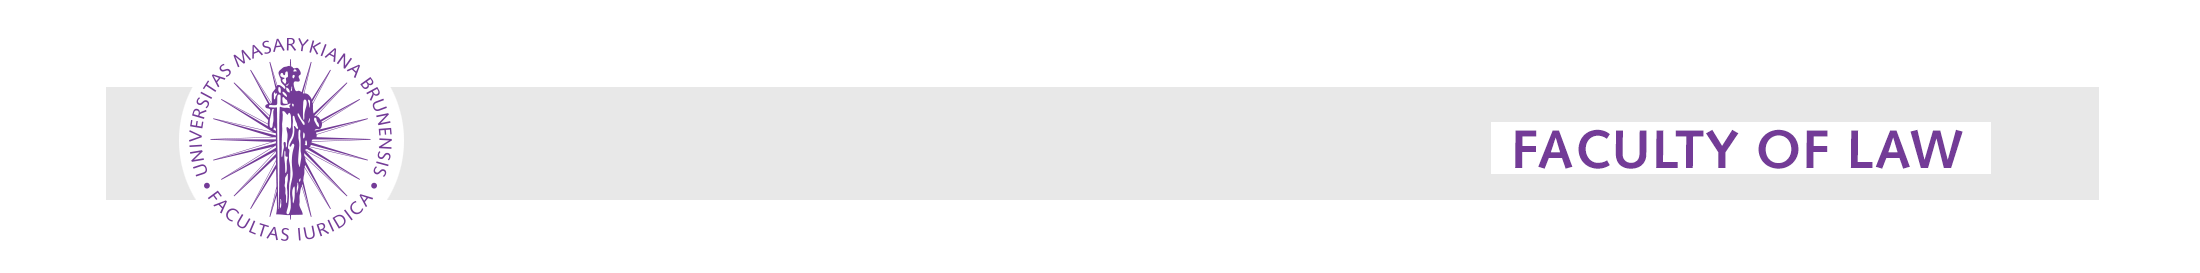 UNIVERSITAS MASARYKIANA BRUNENSIS
• FACULTAS IURIDICA •
FACULTY OF LAW